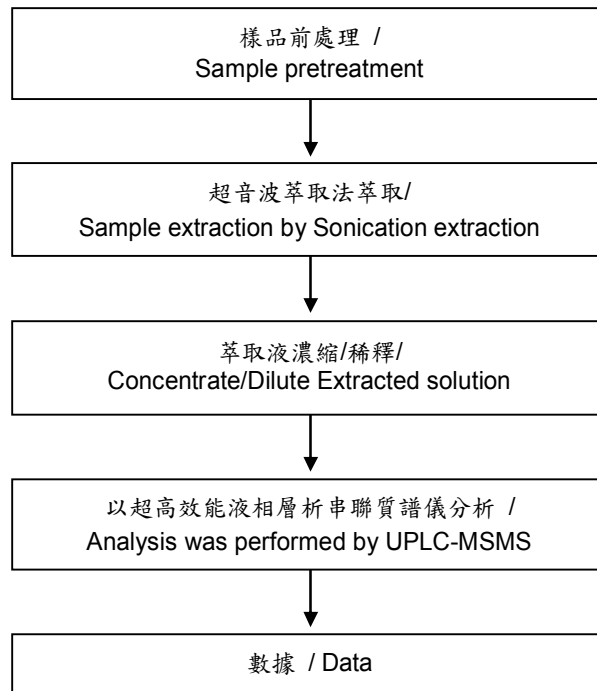 樣品前處理 /
Sample pretreatment
超音波萃取法萃取/
Sample extraction by Sonication extraction
萃取液濃縮/稀釋/
Concentrate/Dilute Extracted solution
以超高效能液相層析串聯質譜儀分析 /
Analysis was performed by UPLC-MSMS
數據 / Data